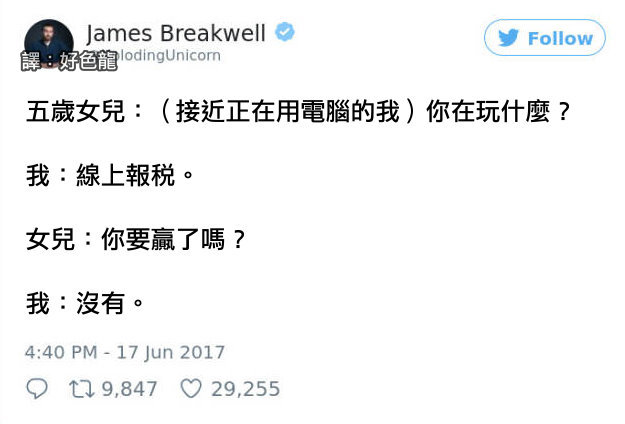 James Breakwell
Follow
譯：好色龍
plodingUnicorn
五歲女兒：（接近正在用電腦的我）你在玩什麼？
我：線上報稅。
女兒：你要贏了嗎？
我：沒有。
4:40 PM - 17 Jun 2017
9,847 29,255